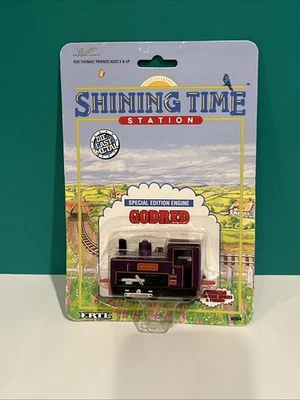 FOR THOMAS' FRIENDS AGES 3 & UP
SHINING TIME
STATION
DIE
CAST
METAL
SPECIAL EDITION ENGINE
GODRED
ERTL